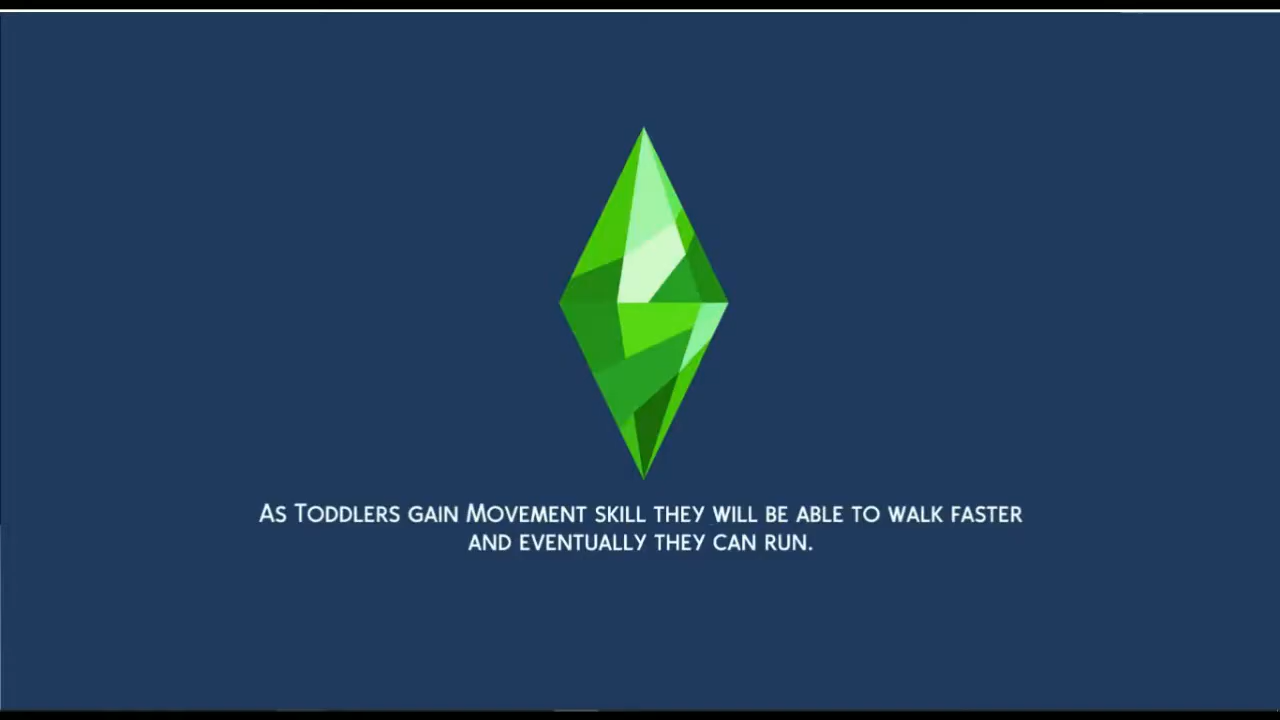 As Toddlers gain Movement skill they will be able to walk faster
and eventually they can run.